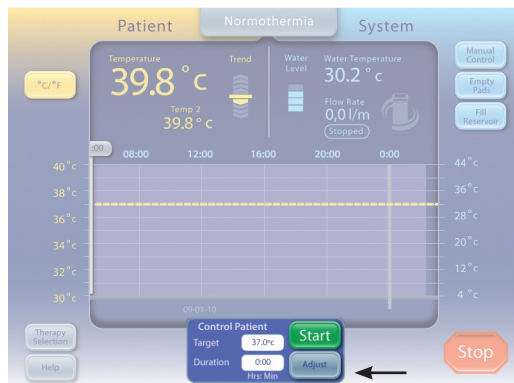 Patient
Normothermia
System
°C/°F
Temperature
39.8 °c
Trend
Temp 2
39.8 ° c
Water
Level
Water Temperature
30.2 ° c
Flow Rate
0,0 l/m
Stopped
Manual
Control
Empty
Pads
Fill
Reservoir
:00
08:00
12:00
16:00
20:00
0:00
40°c
38°c
36°c
34°c
32°c
30°c
44°c
36°c
28°c
20°c
12°c
4 °c
09-01-10
Therapy
Selection
Help
Control
Patient
Target
37.0ºc
Duration
0:00
Hrs: Min
Start
Adjust
Stop